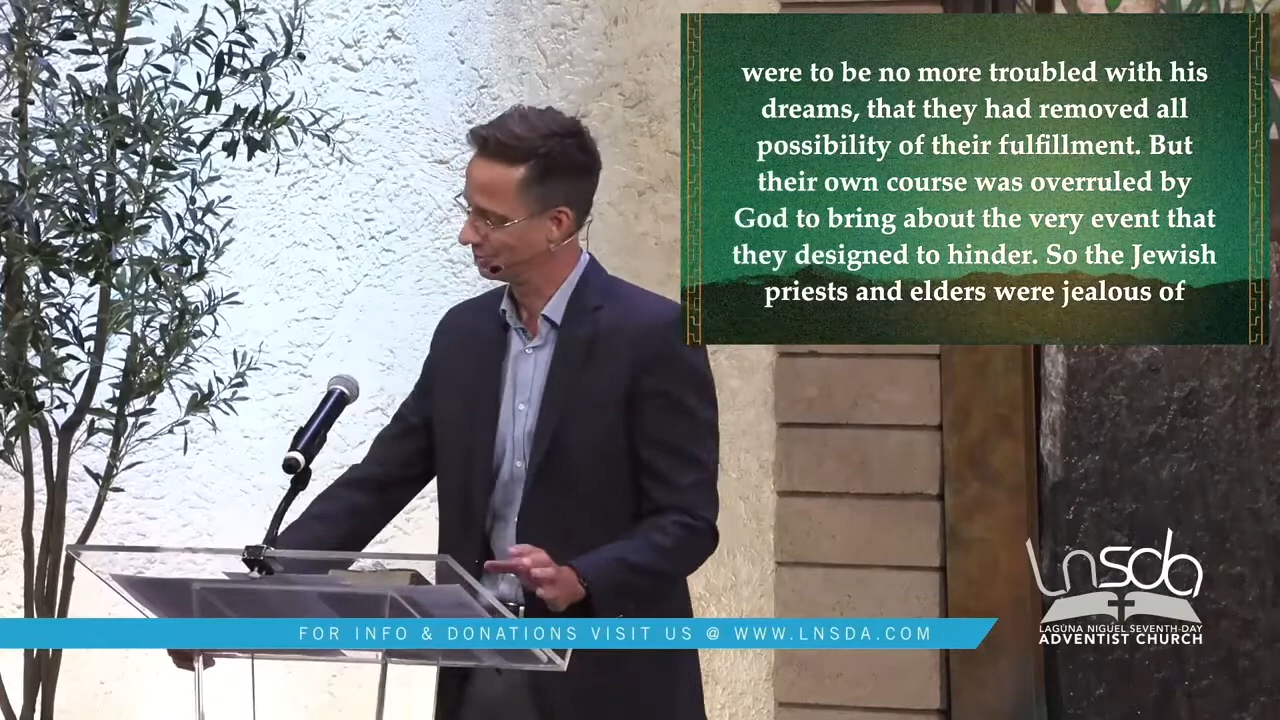 were to be no more troubled with his
dreams, that they had removed all
possibility of their fulfillment. But
their own course was overruled by
God to bring about the very event that
they designed to hinder. So the Jewish
priests and elders were jealous of
FOR INFO & DONATIONS VISIT US @ WWW.LNSDA.COM
lnsda
LAGUNA NIGUEL SEVENTH-DAY
ADVENTIST CHURCH